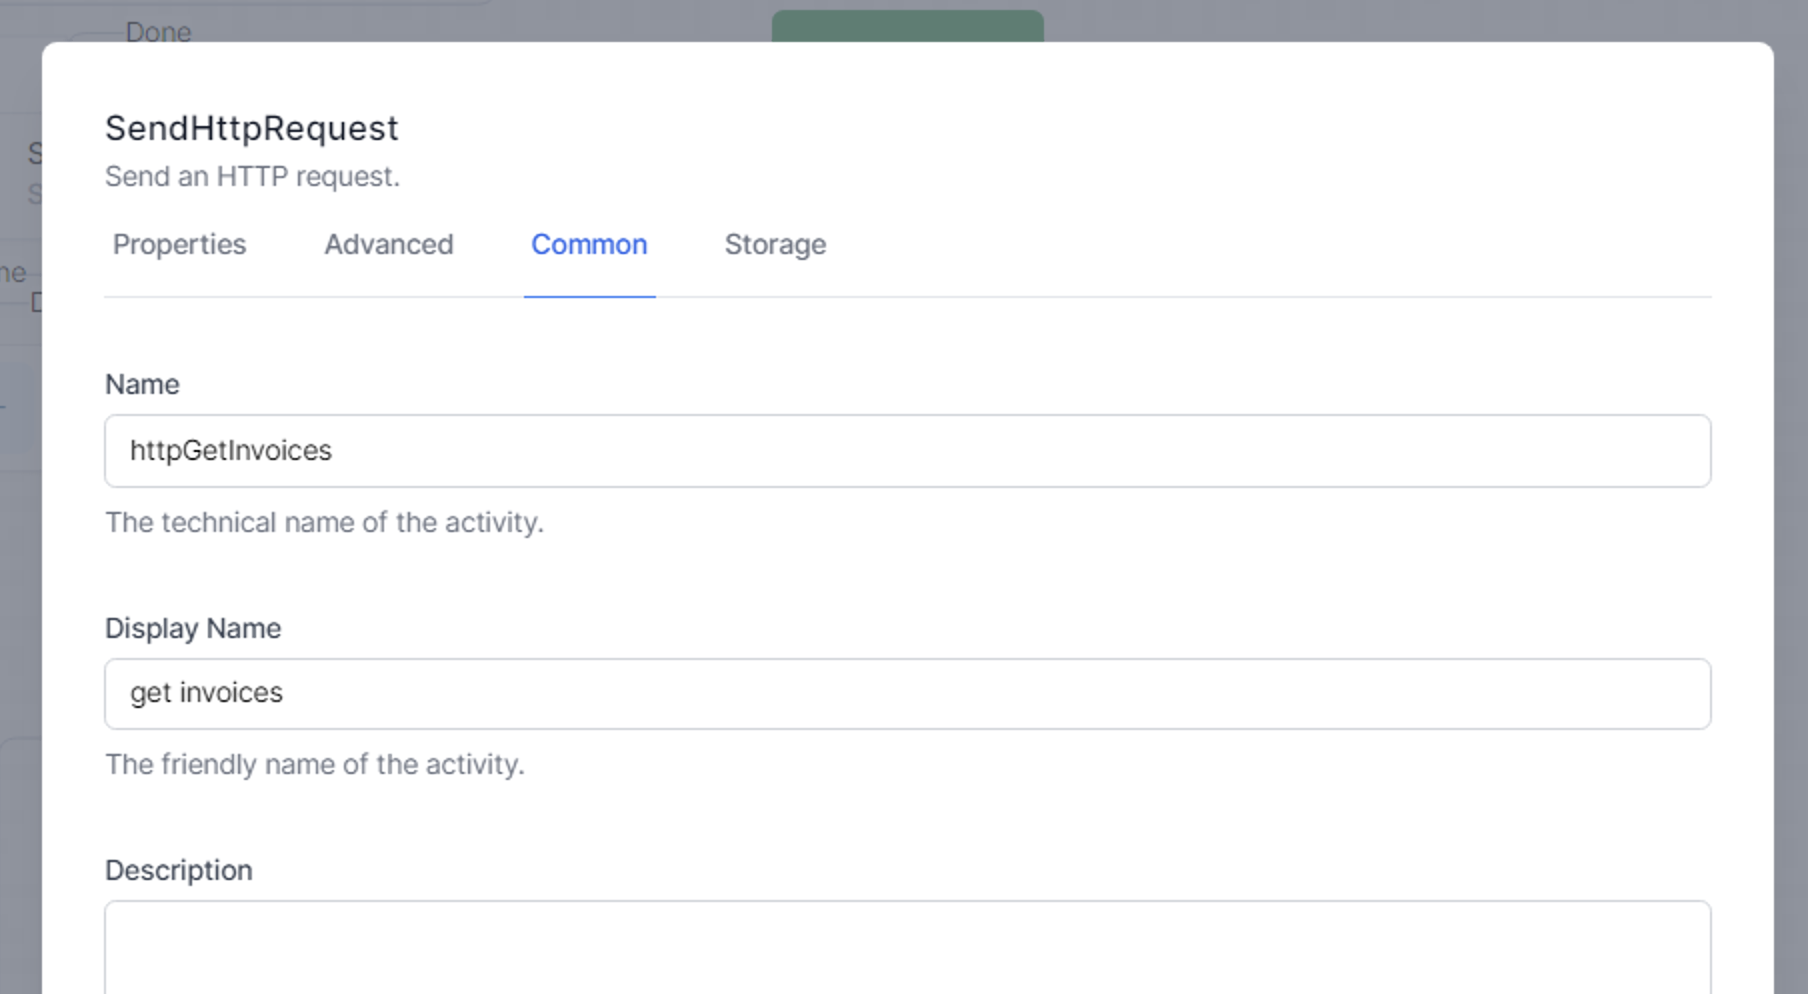 Done
SendHttpRequest
Send an HTTP request.
Properties Advanced Common Storage
Name
httpGetInvoices
The technical name of the activity.
Display Name
get invoices
The friendly name of the activity.
Description